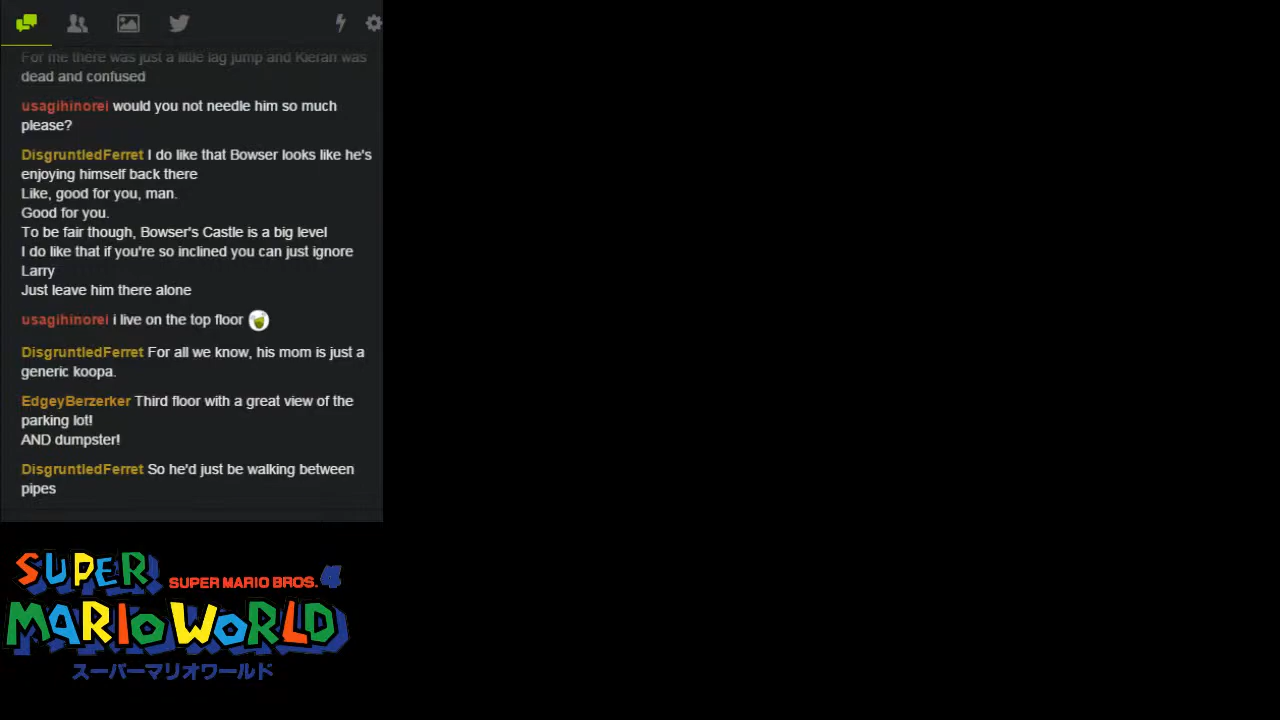 For me there was just a little lag jump and Kieran was
dead and confused
usagihinorei would you not needle him so much
please?
DisgruntledFerret I do like that Bowser looks like he's
enjoying himself back there
Like, good for you, man.
Good for you.
To be fair though, Bowser's Castle is a big level
I do like that if you're so inclined you can just ignore
Larry
Just leave him there alone
usagihinorei i live on the top floor
DisgruntledFerret For all we know, his mom is just a
generic koopa.
EdgeyBerzerker Third floor with a great view of the
parking lot!
AND dumpster!
DisgruntledFerret So he'd just be walking between
pipes
SUPER SUPER MARIO BROS. 4
MARIO WORLD
スーパーマリオワールド